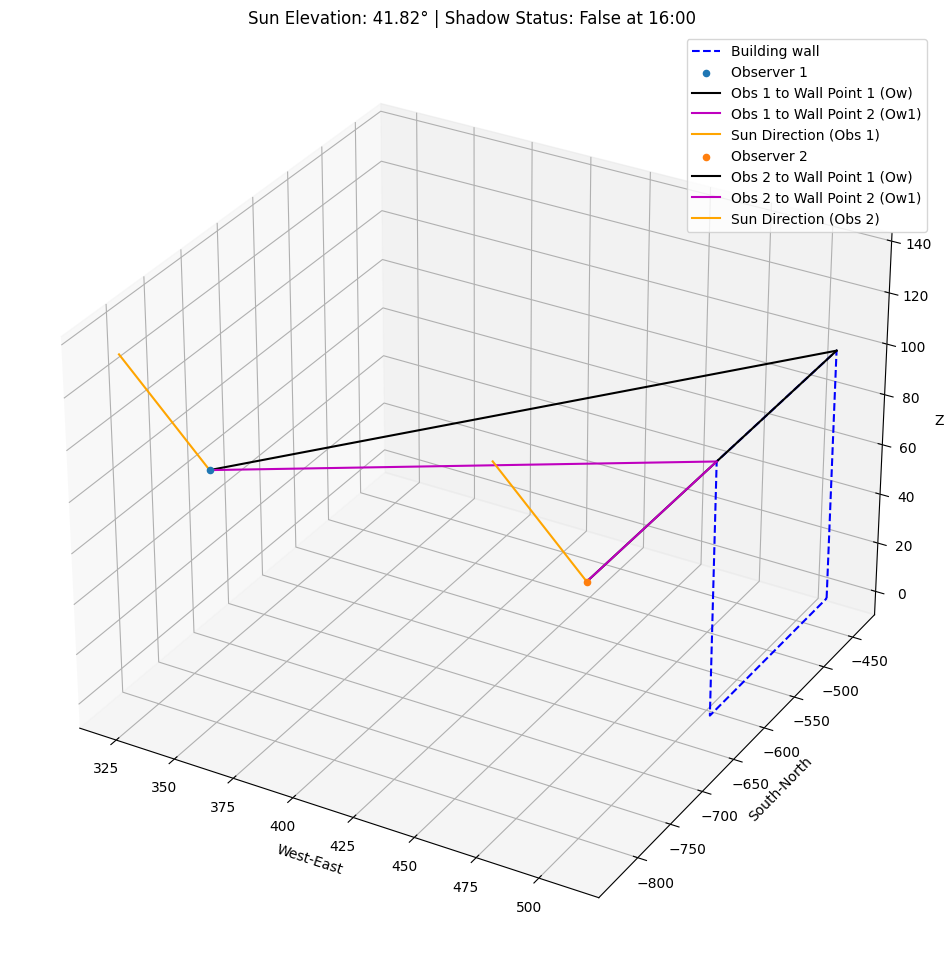 Sun Elevation: 41.82° | Shadow Status: False at 16:00
Building wall
Observer 1
Obs 1 to Wall Point 1 (Ow)
Obs 1 to Wall Point 2 (Ow1)
Sun Direction (Obs 1)
Observer 2
Obs 2 to Wall Point 1 (Ow)
Obs 2 to Wall Point 2 (Ow1)
Sun Direction (Obs 2)
140
120
100
80
60
40
20
0
Z
−450
−500
−550
−600
−650
−700
−750
−800
South-North
325
350
375
400
425
450
475
500
West-East